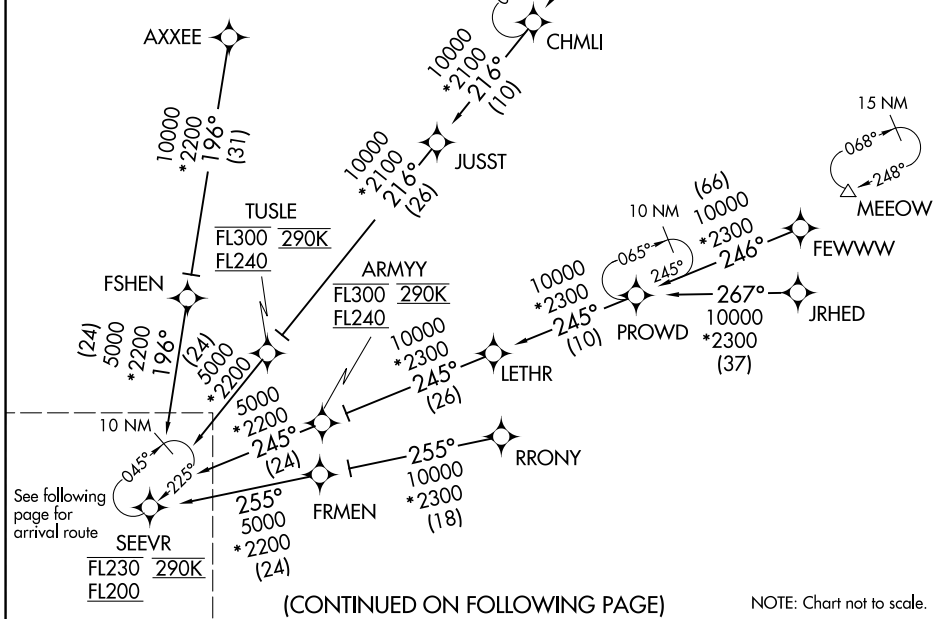 AXXEE
10000
*2200
196°
(31)
CHMLI
10000
*2100
216°
(10)
JUSST
10000
*2100
216°
(26)
15 NM
068°
248°
MEEOW
TUSLE
FL300 290K
FL240
FSHEN
ARMYY
FL300 290K
FL240
(66)
10000
*2300
246°
FEWWW
10 NM
065°
245°
PROWD
267°
10000
*2300
(37)
JRHED
10000
*2300
245°
(10)
LETHR
10000
*2300
245°
(26)
(24)
5000
*2200
196°
(24)
5000
*2200
5000
*2200
245°
(24)
10 NM
045°
225°
255°
10000
*2300
(18)
RRONY
FRMEN
255°
5000
*2200
(24)
See following
page for
arrival route
SEEVR
FL230 290K
FL200
(CONTINUED ON FOLLOWING PAGE)
NOTE: Chart not to scale.